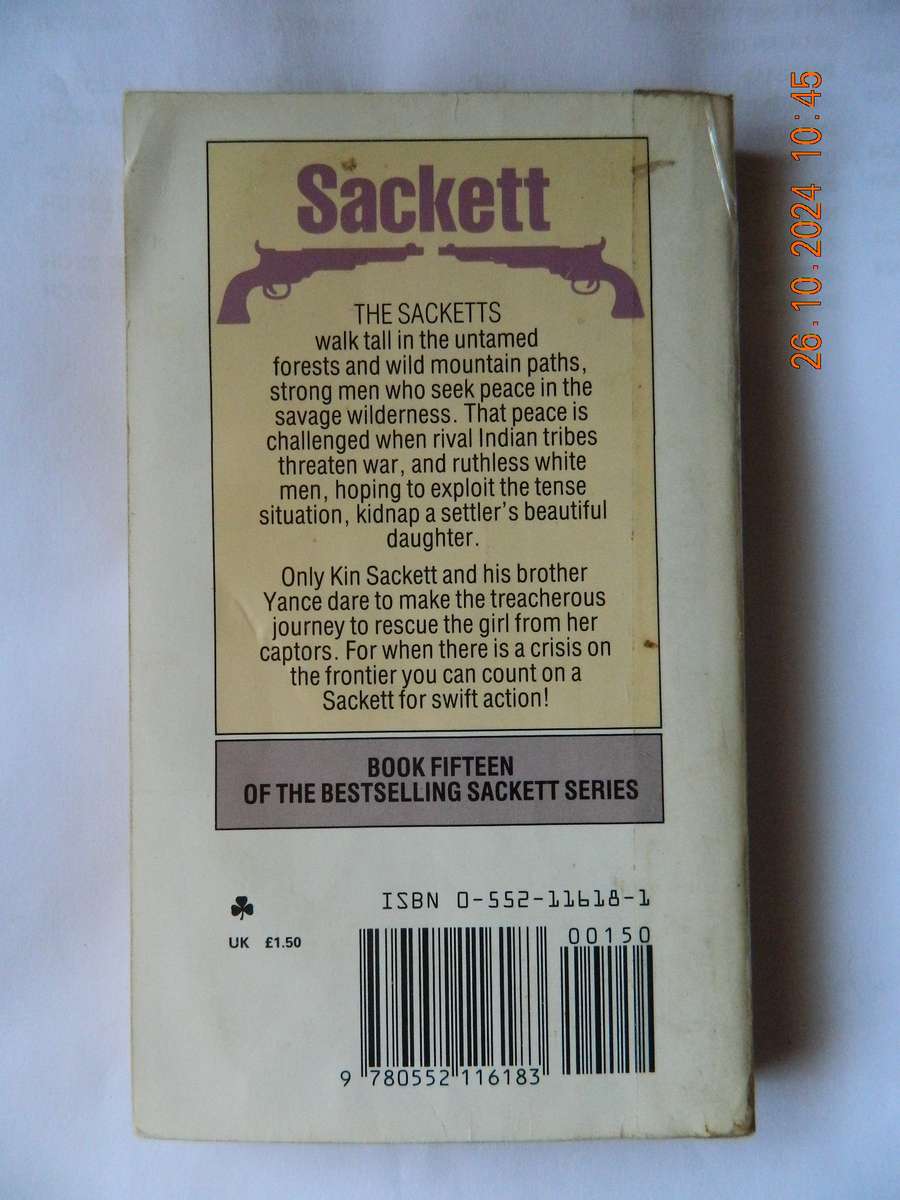 Sackett
THE SACKETTS
walk tall in the untamed
forests and wild mountain paths,
strong men who seek peace in the
savage wilderness. That peace is
challenged when rival Indian tribes
threaten war, and ruthless white
men, hoping to exploit the tense
situation, kidnap a settler's beautiful
daughter.
Only Kin Sackett and his brother
Yance dare to make the treacherous
journey to rescue the girl from her
captors. For when there is a crisis on
the frontier you can count on a
Sackett for swift action!
BOOK FIFTEEN
OF THE BESTSELLING SACKETT SERIES
ISBN 0-552-11618-1
UK £1.50
00150
9 780552 116183
26.10.2024 10:45